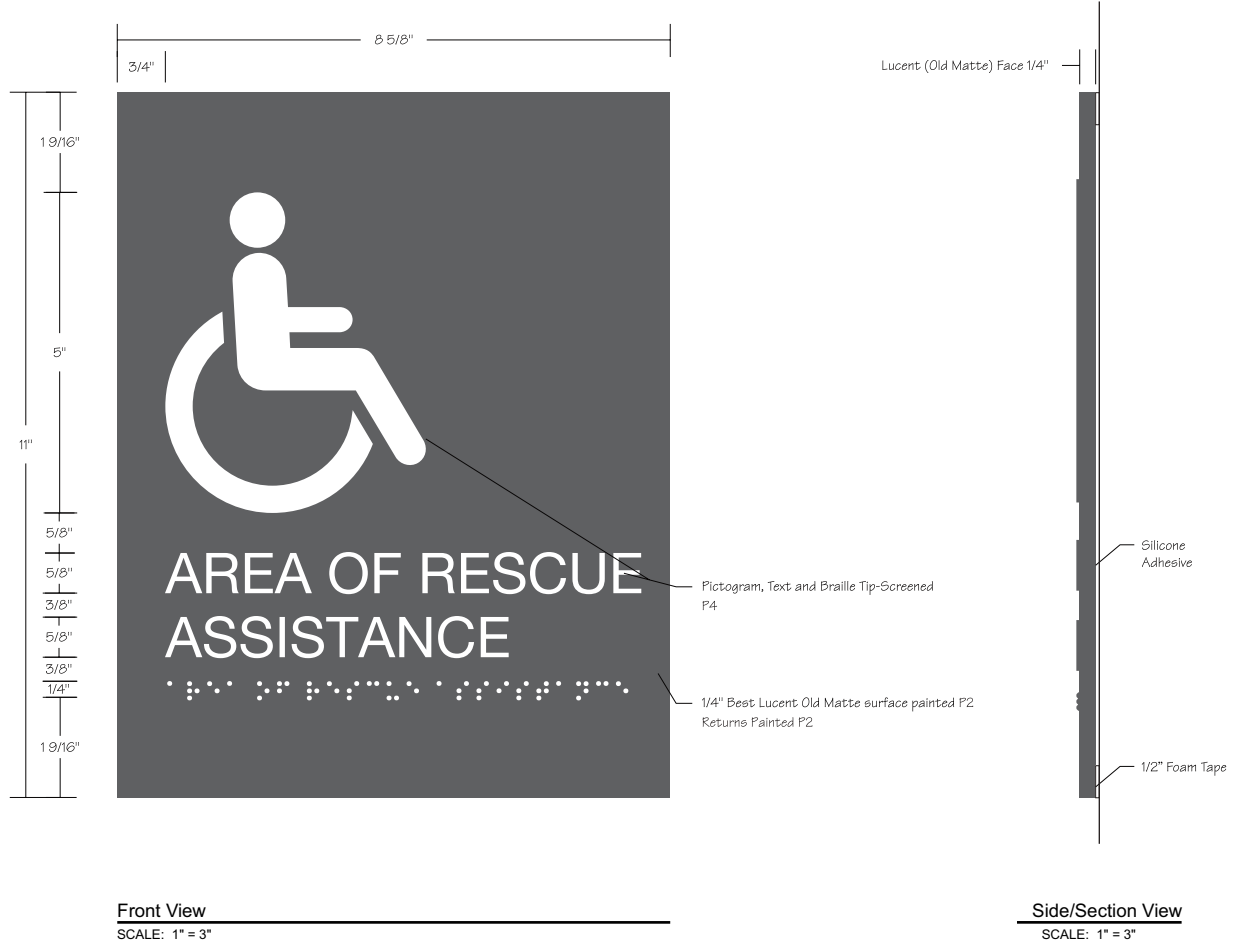 8 5/8"
3/4"
Lucent (Old Matte) Face 1/4"
1 9/16"
5"
11"
5/8"
5/8"
3/8"
5/8"
3/8"
1/4"
1 9/16"
AREA OF RESCUE
ASSISTANCE
Pictogram, Text and Braille Tip-Screened
P4
1/4" Best Lucent Old Matte surface painted P2
Returns Painted P2
Silicone
Adhesive
1/2" Foam Tape
Front View
SCALE: 1" = 3"
Side/Section View
SCALE: 1" = 3"